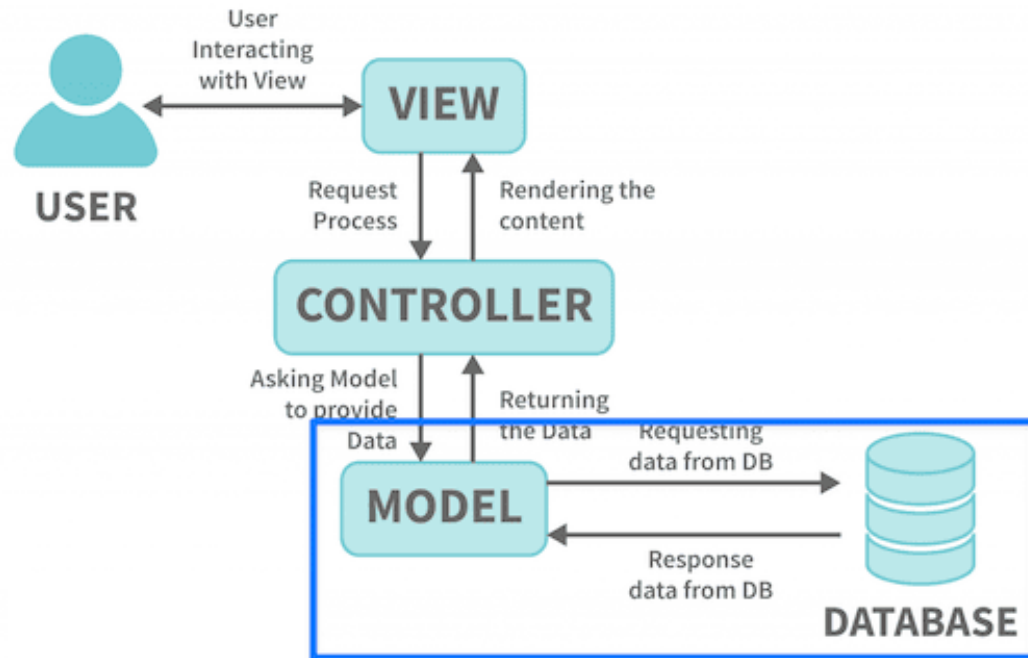 User
Interacting
with View
VIEW
USER
Request
Process
Rendering the
content
CONTROLLER
Asking Model
to provide
Data
Returning
the Data
Requesting
data from DB
MODEL
Response
data from DB
DATABASE